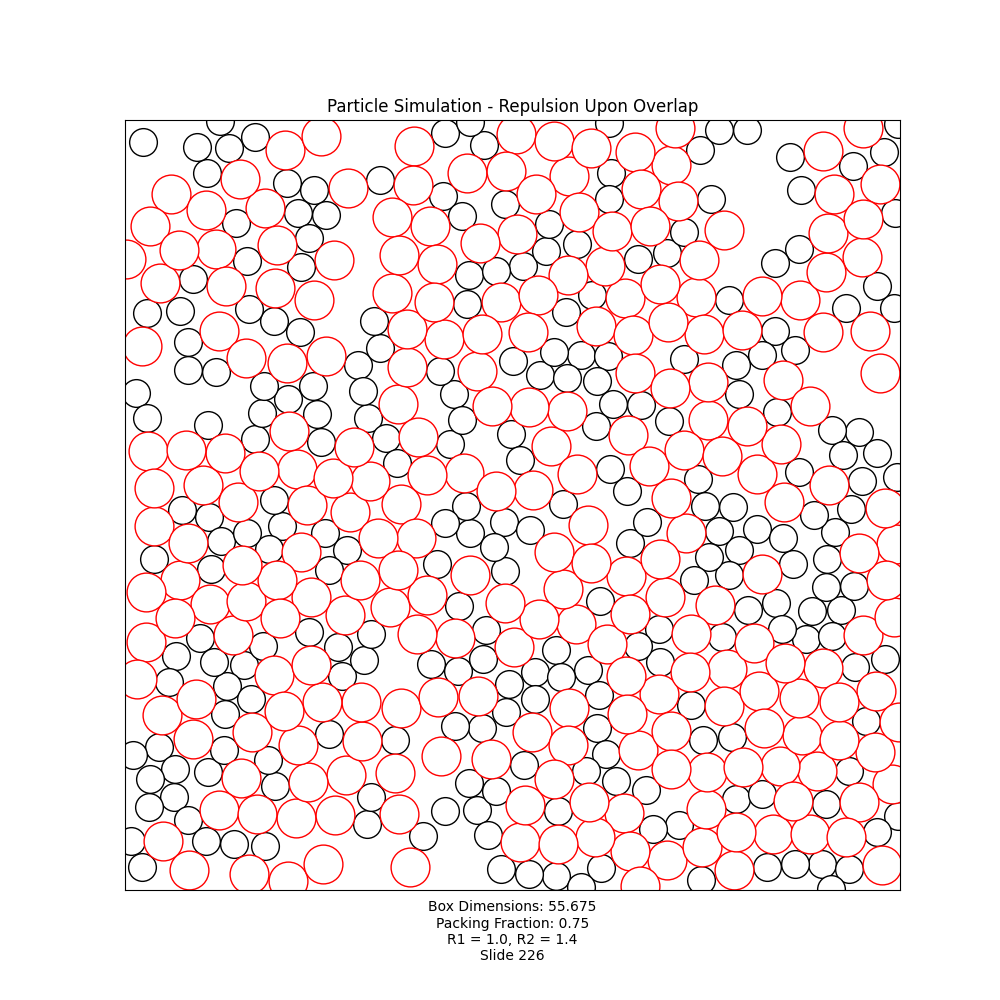 Particle Simulation - Repulsion Upon Overlap
Box Dimensions: 55.675
Packing Fraction: 0.75
R1 = 1.0, R2 = 1.4
Slide 226